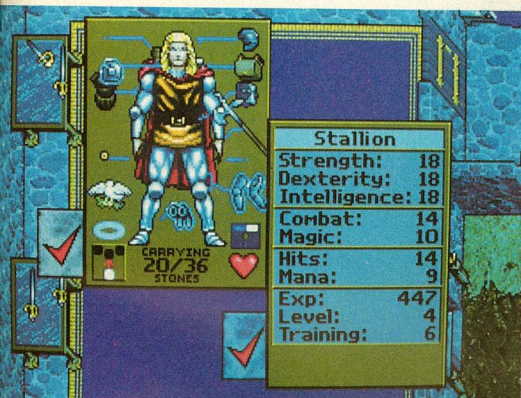 CARRYING
20/36
STONES
Stallion
Strength: 18
Dexterity: 18
Intelligence: 18
Combat: 14
Magic: 10
Hits: 14
Mana: 9
Exp: 447
Level: 4
Training: 6